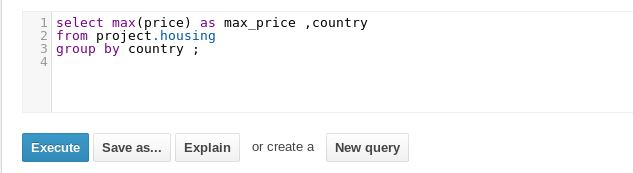 1 select max(price) as max_price ,country
2 from project.housing
3 group by country ;
4
Execute Save as... Explain or create a New query